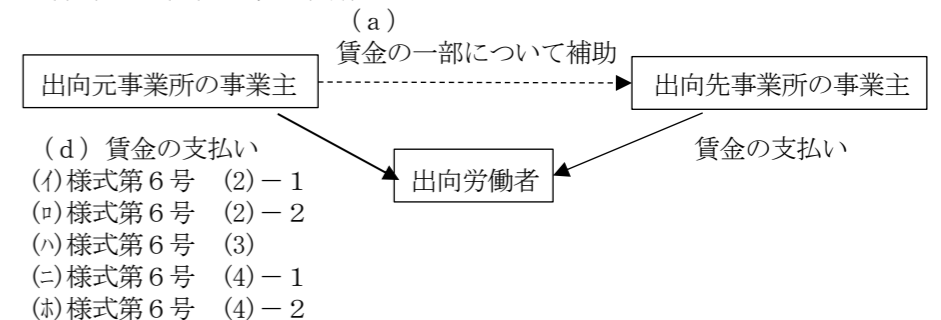 （a）
賃金の一部について補助
出向元事業所の事業主
出向先事業所の事業主
（d）賃金の支払い
賃金の支払い
(ｲ)様式第６号　(2)－１
出向労働者
(ﾛ)様式第６号　(2)－２
(ﾊ)様式第６号　(3)
(ﾆ)様式第６号　(4)－１
(ﾎ)様式第６号　(4)－２